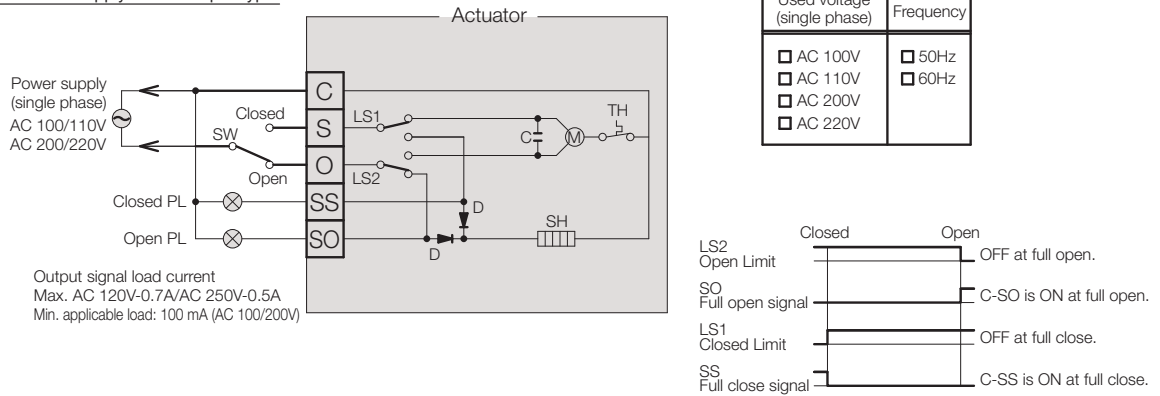 Actuator
Power supply
(single phase)
AC 100/110V
AC 200/220V
SW
Closed
Open
Closed PL
Open PL
C
S
O
SS
SO
LS1
LS2
C
M
TH
D
D
SH
Output signal load current
Max. AC 120V-0.7A/AC 250V-0.5A
Min. applicable load: 100 mA (AC 100/200V)
Used voltage
(single phase)
Frequency
AC 100V
AC 110V
AC 200V
AC 220V
50Hz
60Hz
Closed
Open
LS2
Open Limit
OFF at full open.
SO
Full open signal
C-SO is ON at full open.
LS1
Closed Limit
OFF at full close.
SS
Full close signal
C-SS is ON at full close.